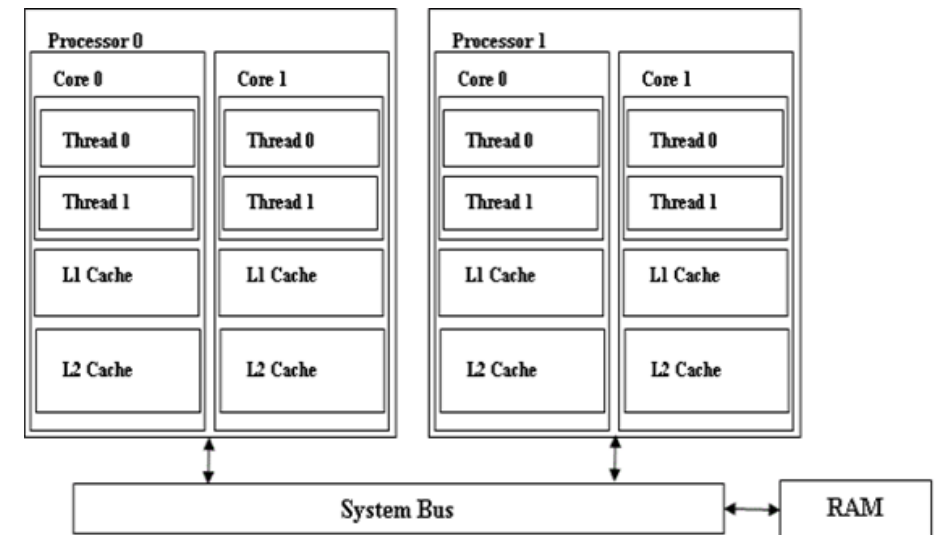 Processor 0
Core 0
Thread 0
Thread 1
L1 Cache
L2 Cache
Core 1
Thread 0
Thread 1
L1 Cache
L2 Cache
Processor 1
Core 0
Thread 0
Thread 1
L1 Cache
L2 Cache
Core 1
Thread 0
Thread 1
L1 Cache
L2 Cache
System Bus
RAM